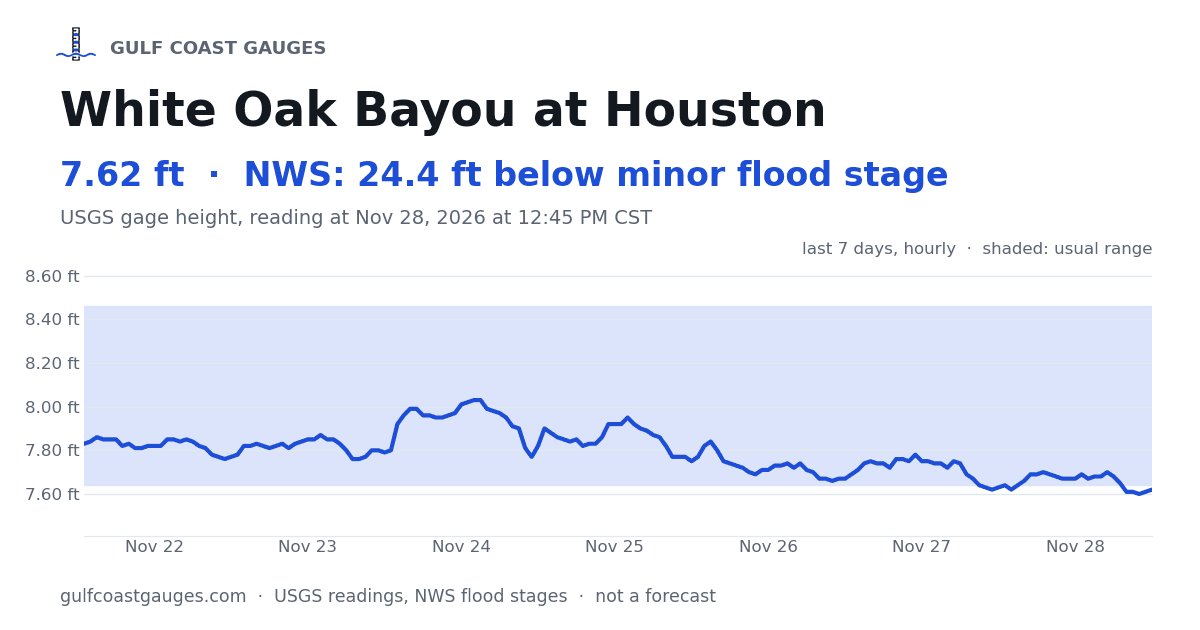 GULF COAST GAUGES
White Oak Bayou at Houston
7.62 ft · NWS: 24.4 ft below minor flood stage
USGS gage height, reading at Nov 28, 2026 at 12:45 PM CST
last 7 days, hourly · shaded: usual range
8.60 ft
8.40 ft
8.20 ft
8.00 ft
7.80 ft
7.60 ft
Nov 22 Nov 23 Nov 24 Nov 25 Nov 26 Nov 27 Nov 28
gulfcoastgauges.com · USGS readings, NWS flood stages · not a forecast